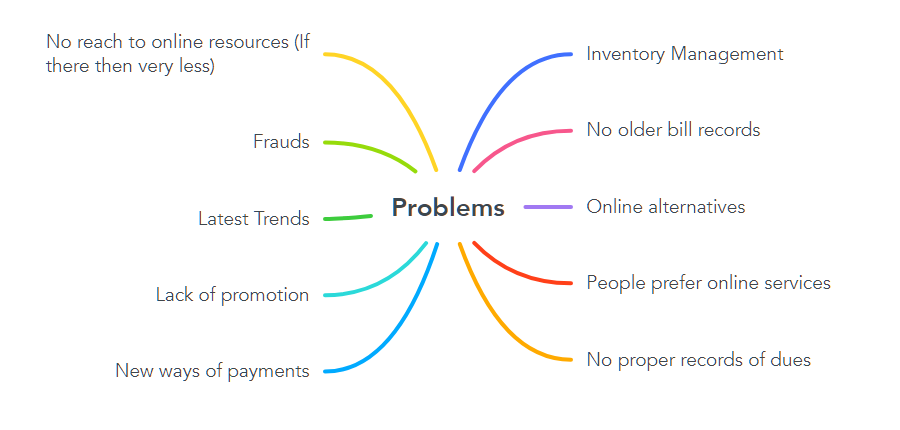 No reach to online resources (If
there then very less)
Frauds
Latest Trends
Lack of promotion
New ways of payments
Problems
Inventory Management
No older bill records
Online alternatives
People prefer online services
No proper records of dues